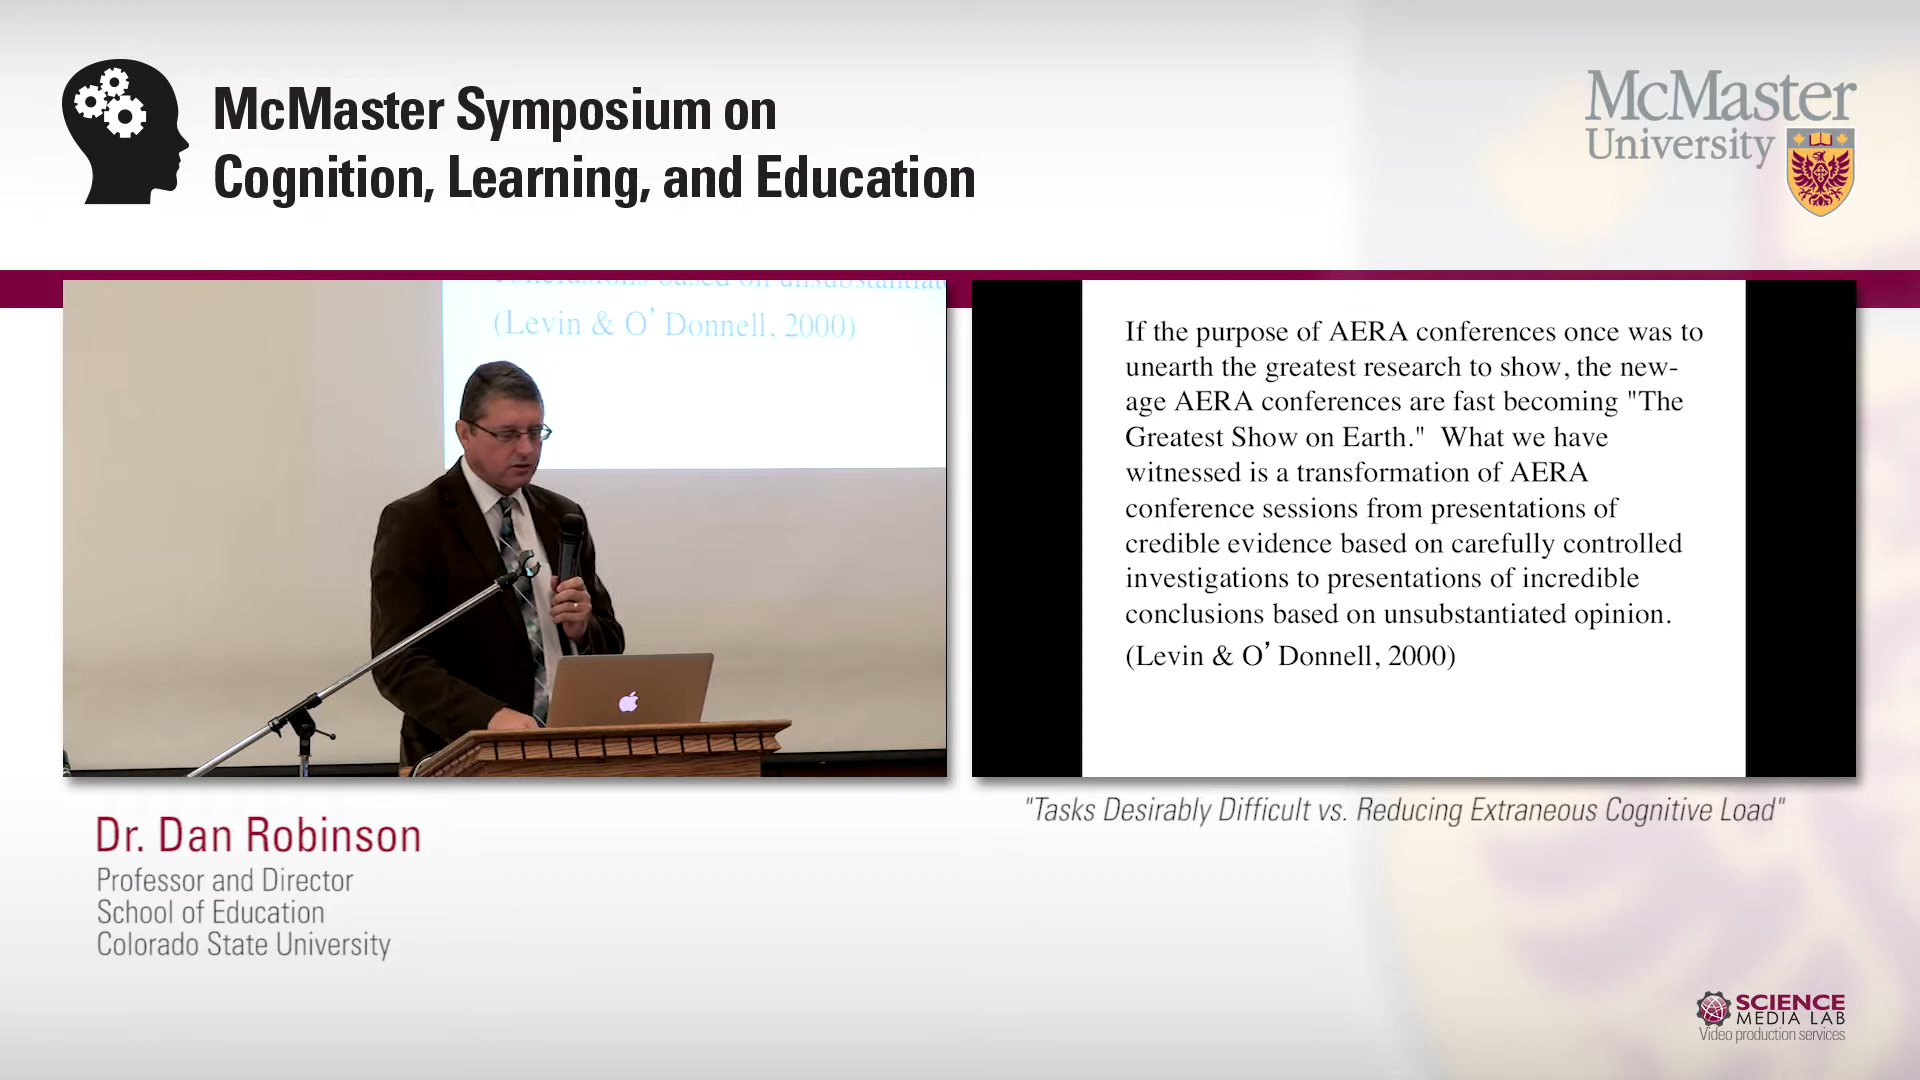 McMaster Symposium on
Cognition, Learning, and Education
McMaster
University
(Levin & O’ Donnell, 2000)
If the purpose of AERA conferences once was to
unearth the greatest research to show, the new-
age AERA conferences are fast becoming "The
Greatest Show on Earth."  What we have
witnessed is a transformation of AERA
conference sessions from presentations of
credible evidence based on carefully controlled
investigations to presentations of incredible
conclusions based on unsubstantiated opinion.
(Levin & O’ Donnell, 2000)
"Tasks Desirably Difficult vs. Reducing Extraneous Cognitive Load"
Dr. Dan Robinson
Professor and Director
School of Education
Colorado State University
SCIENCE
MEDIA LAB
Video production services